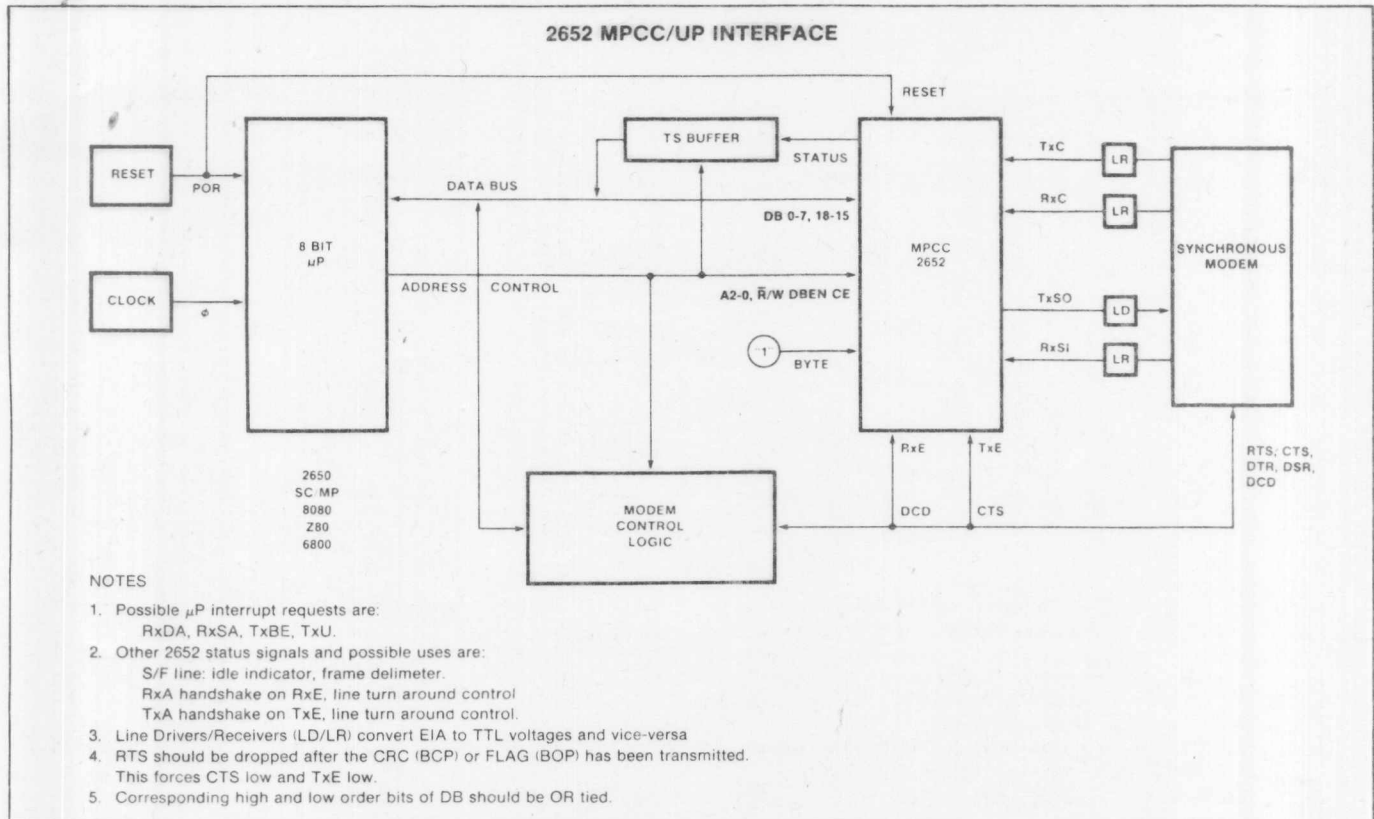 2652 MPCC/UP INTERFACE
RESET
TS BUFFER
STATUS
TxC
LR
RESET
POR
DATA BUS
RxC
LR
DB 0-7, 18-15
8 BIT
μP
MPCC
2652
SYNCHRONOUS
MODEM
CLOCK
ø
ADDRESS
CONTROL
A2-0, R̅/W DBEN CE
TxSO
LD
1
BYTE
RxSI
LR
RxE
TxE
RTS, CTS,
DTR, DSR,
DCD
2650
SC/MP
8080
Z80
6800
MODEM
CONTROL
LOGIC
DCD
CTS
NOTES
1. Possible μP interrupt requests are:
RxDA, RxSA, TxBE, TxU.
2. Other 2652 status signals and possible uses are:
S/F line: idle indicator, frame delimeter.
RxA handshake on RxE, line turn around control
TxA handshake on TxE, line turn around control.
3. Line Drivers/Receivers (LD/LR) convert EIA to TTL voltages and vice-versa
4. RTS should be dropped after the CRC (BCP) or FLAG (BOP) has been transmitted.
This forces CTS low and TxE low.
5. Corresponding high and low order bits of DB should be OR tied.